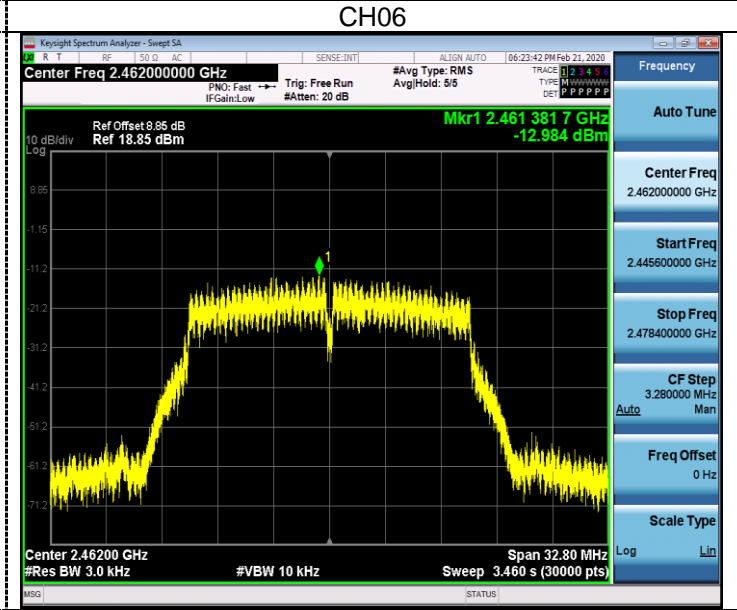 CH06
Keysight Spectrum Analyzer - Swept SA
R T RF 50 Ω AC SENSE:INT ALIGN AUTO 06:23:42 PM Feb 21, 2020
Center Freq 2.462000000 GHz
PNO: Fast
IFGain:Low
Trig: Free Run
#Atten: 20 dB
#Avg Type: RMS
Avg|Hold: 5/5
TRACE 1 2 3 4 5 6
TYPE M
DET P P P P P P
Ref Offset 8.85 dB
Ref 18.85 dBm
10 dB/div
Log
Mkr1 2.461 381 7 GHz
-12.984 dBm
8.85
-1.15
-11.2
-21.2
-31.2
-41.2
-51.2
-61.2
-71.2
1
Center 2.46200 GHz Span 32.80 MHz
#Res BW 3.0 kHz #VBW 10 kHz Sweep 3.460 s (30000 pts)
MSG STATUS
Frequency
Auto Tune
Center Freq
2.462000000 GHz
Start Freq
2.445600000 GHz
Stop Freq
2.478400000 GHz
CF Step
3.280000 MHz
Auto Man
Freq Offset
0 Hz
Scale Type
Log Lin